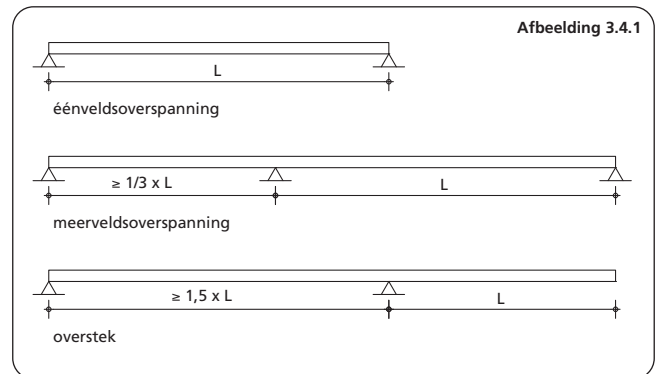 Afbeelding 3.4.1
L
éénveldsoverspanning
≥ 1/3 x L L
meerveldsoverspanning
≥ 1,5 x L L
overstek